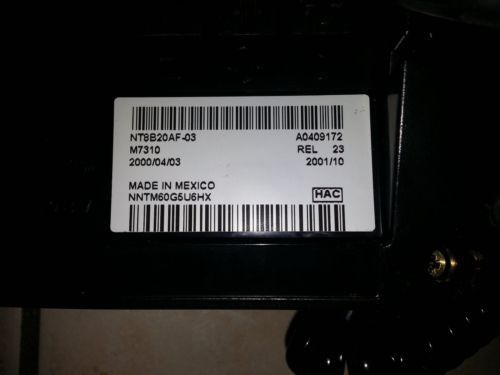 NT8B20AF-03 A0409172
M7310 REL 23
2000/04/03 2001/10
MADE IN MEXICO
NNTM60G5U6HX HAC